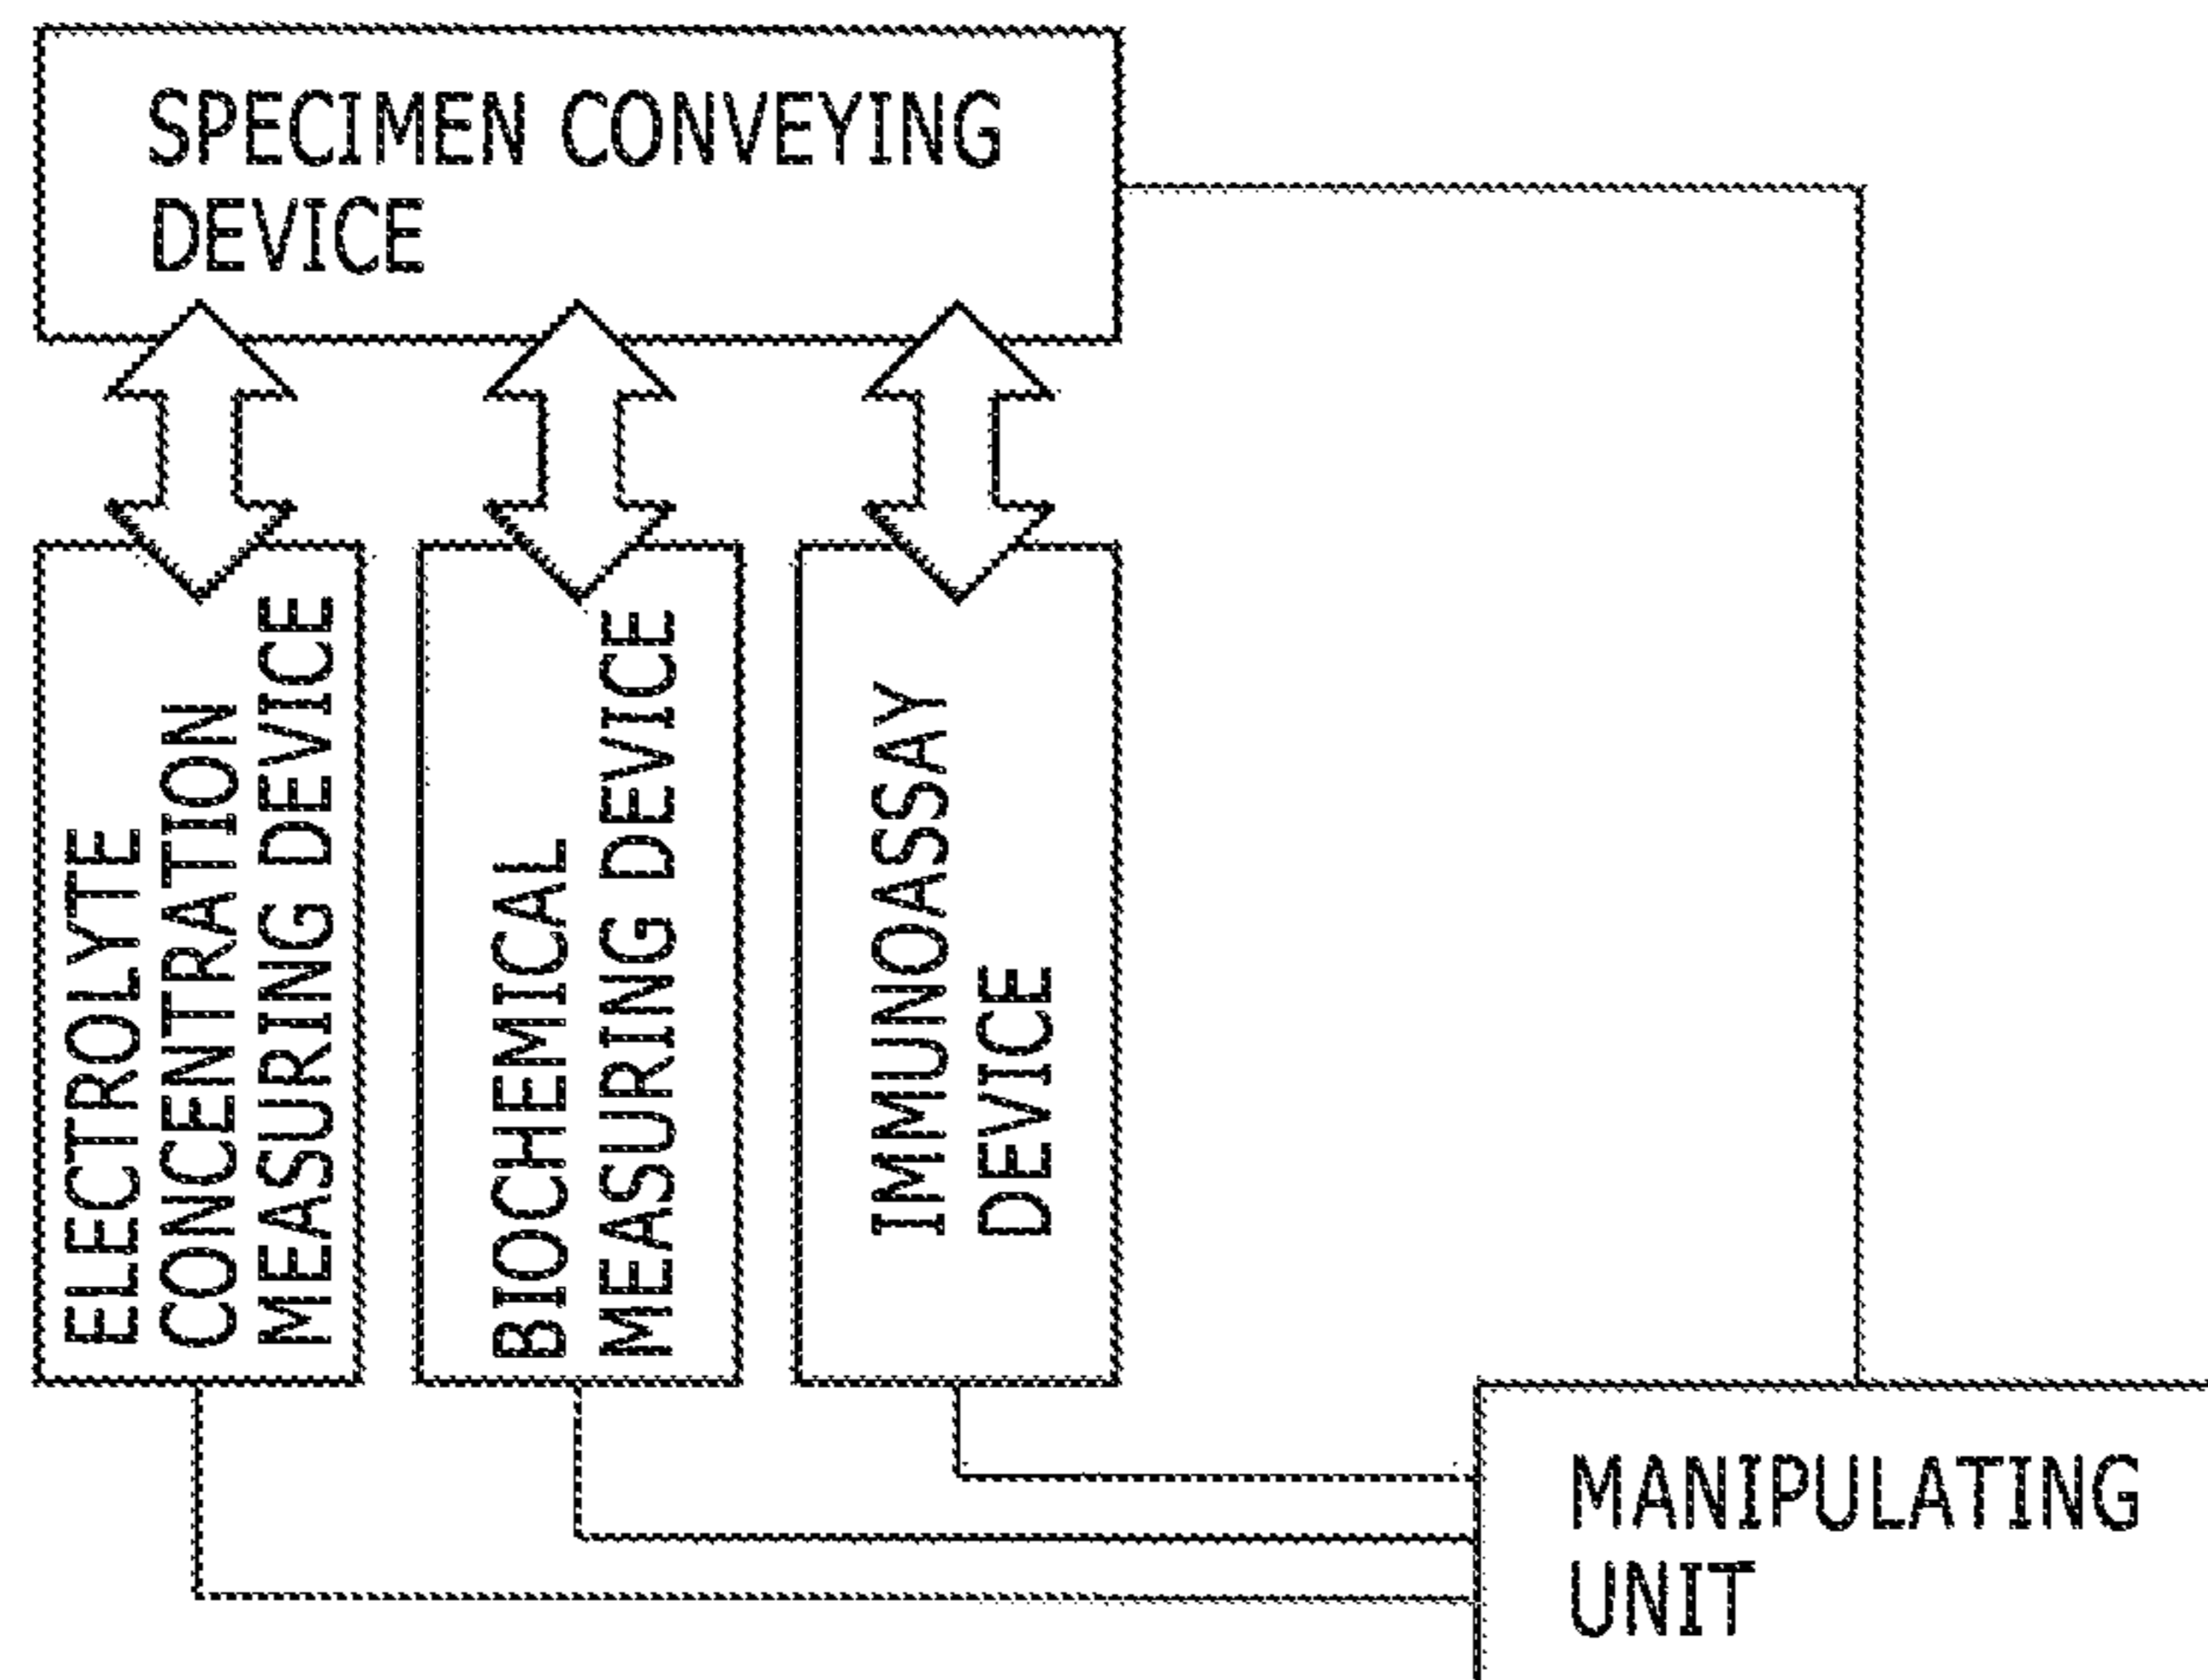 SPECIMEN CONVEYING
DEVICE
ELECTROLYTE
CONCENTRATION
MEASURING DEVICE
BIOCHEMICAL
MEASURING DEVICE
IMMUNOASSAY
DEVICE
MANIPULATING
UNIT